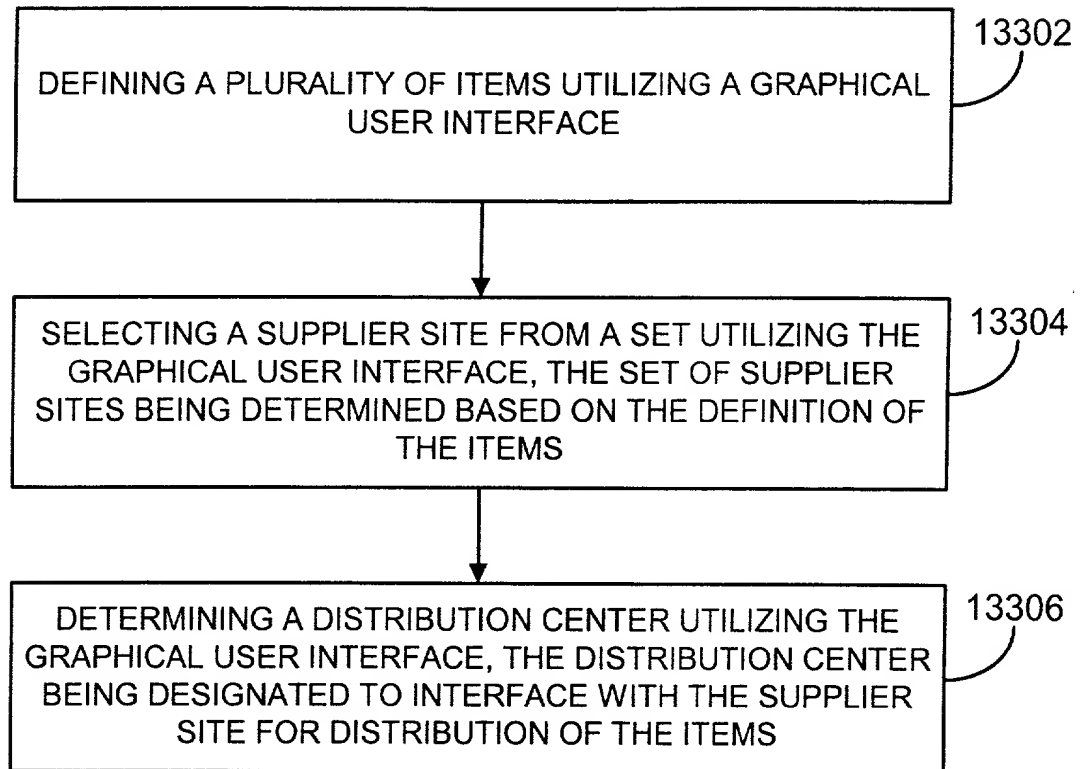 13302
DEFINING A PLURALITY OF ITEMS UTILIZING A GRAPHICAL
USER INTERFACE
13304
SELECTING A SUPPLIER SITE FROM A SET UTILIZING THE
GRAPHICAL USER INTERFACE, THE SET OF SUPPLIER
SITES BEING DETERMINED BASED ON THE DEFINITION OF
THE ITEMS
13306
DETERMINING A DISTRIBUTION CENTER UTILIZING THE
GRAPHICAL USER INTERFACE, THE DISTRIBUTION CENTER
BEING DESIGNATED TO INTERFACE WITH THE SUPPLIER
SITE FOR DISTRIBUTION OF THE ITEMS